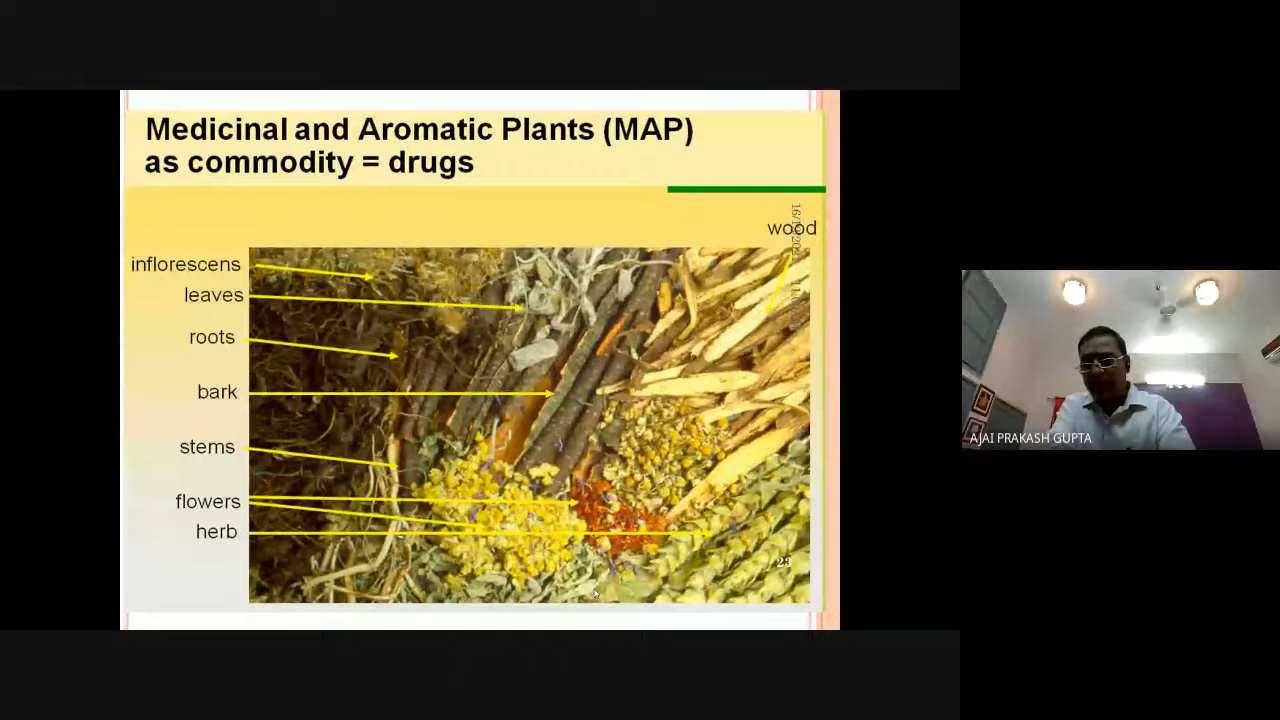 Medicinal and Aromatic Plants (MAP)
as commodity = drugs
wood
inflorescens
leaves
roots
bark
stems
flowers
herb
23
AJAI PRAKASH GUPTA